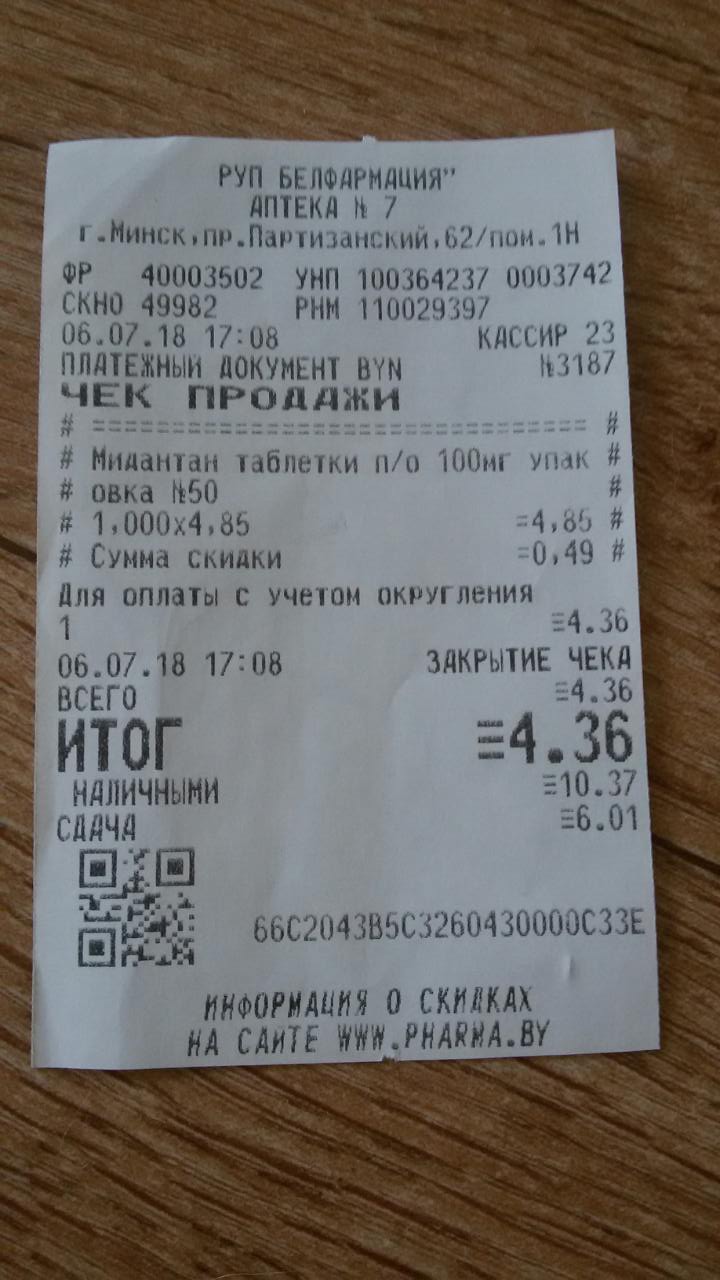 РУП БЕЛФАРМАЦИЯ"
АПТЕКА № 7
г.Минск,пр.Партизанский,62/пом.1Н
ФР 40003502 УНП 100364237 0003742
СКНО 49982 РНМ 110029397
06.07.18 17:08 КАССИР 23
ПЛАТЕЖНЫЙ ДОКУМЕНТ BYN №3187
ЧЕК ПРОДАЖИ
# =============================== #
# Мидантан таблетки п/о 100мг упак #
# овка №50 #
# 1,000х4,85 =4,85 #
# Сумма скидки =0,49 #
Для оплаты с учетом округления
1 ≡4.36
06.07.18 17:08 ЗАКРЫТИЕ ЧЕКА
ВСЕГО ≡4.36
ИТОГ ≡4.36
НАЛИЧНЫМИ ≡10.37
СДАЧА ≡6.01
66C2043B5C3260430000C33E
ИНФОРМАЦИЯ О СКИДКАХ
НА САЙТЕ WWW.PHARMA.BY